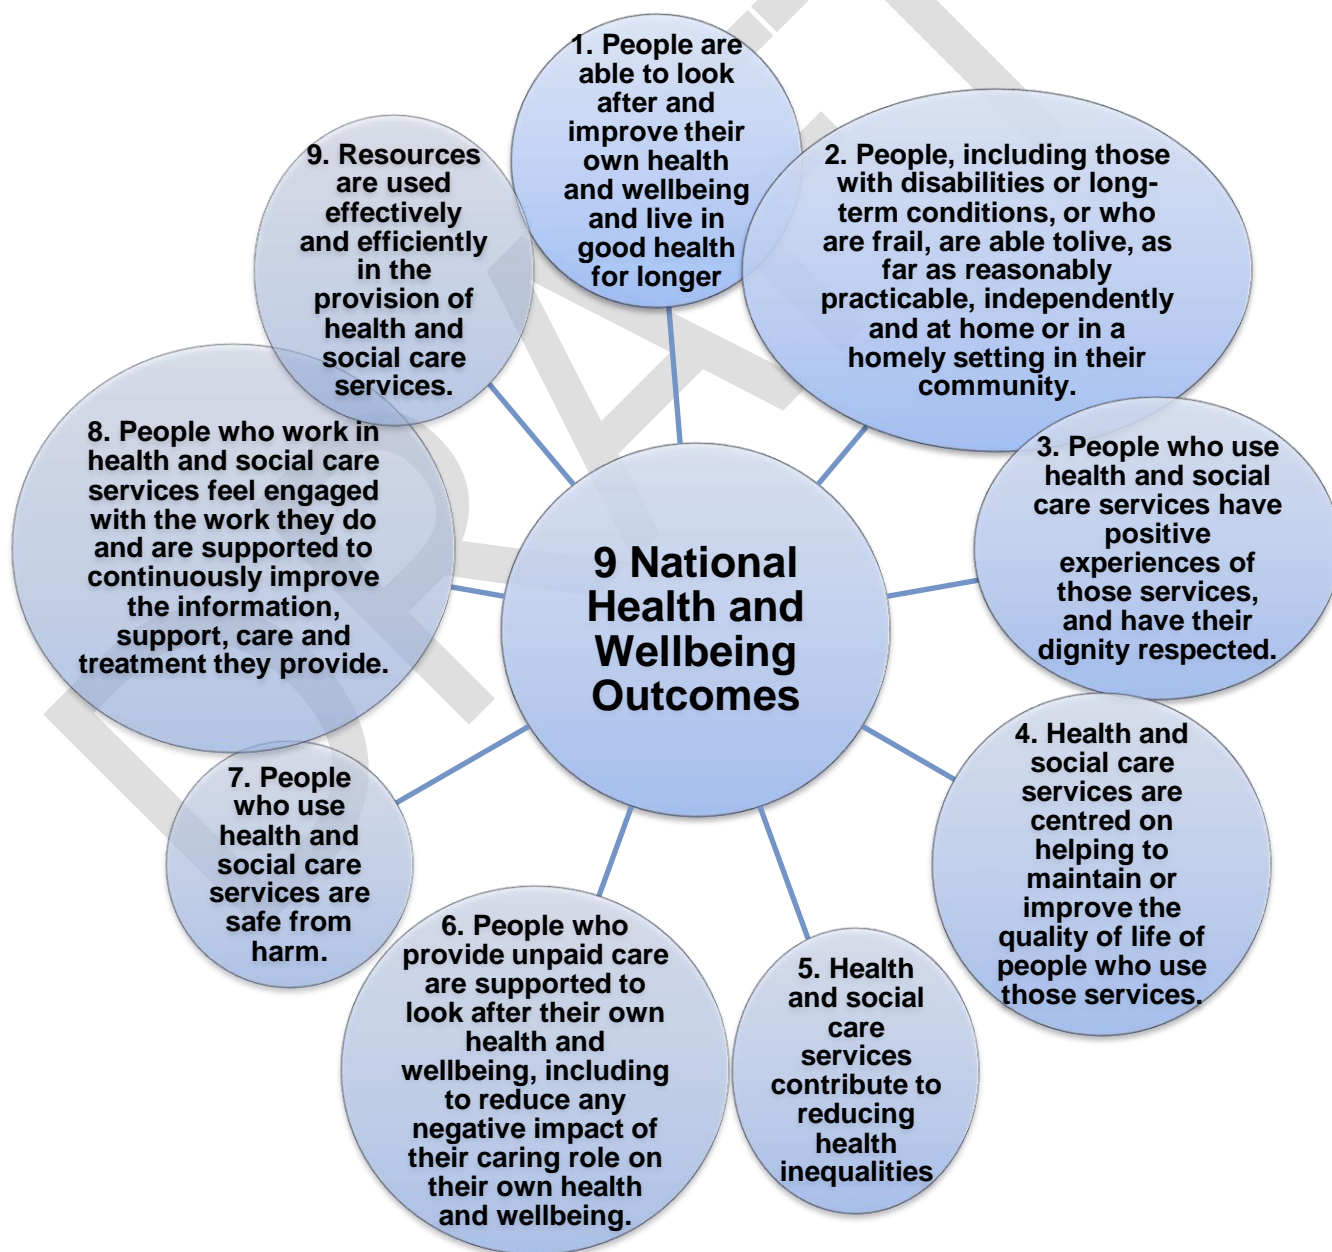 DRAFT
1. People are
able to look
after and
improve their
own health
and wellbeing
and live in
good health
for longer
2. People, including those
with disabilities or long-
term conditions, or who
are frail, are able tolive, as
far as reasonably
practicable, independently
and at home or in a
homely setting in their
community.
3. People who use
health and social
care services have
positive
experiences of
those services,
and have their
dignity respected.
4. Health and
social care
services are
centred on
helping to
maintain or
improve the
quality of life of
people who use
those services.
5. Health
and social
care
services
contribute to
reducing
health
inequalities
6. People who
provide unpaid care
are supported to
look after their own
health and
wellbeing, including
to reduce any
negative impact of
their caring role on
their own health
and wellbeing.
7. People
who use
health and
social care
services are
safe from
harm.
8. People who work in
health and social care
services feel engaged
with the work they do
and are supported to
continuously improve
the information,
support, care and
treatment they provide.
9. Resources
are used
effectively
and efficiently
in the
provision of
health and
social care
services.
9 National
Health and
Wellbeing
Outcomes